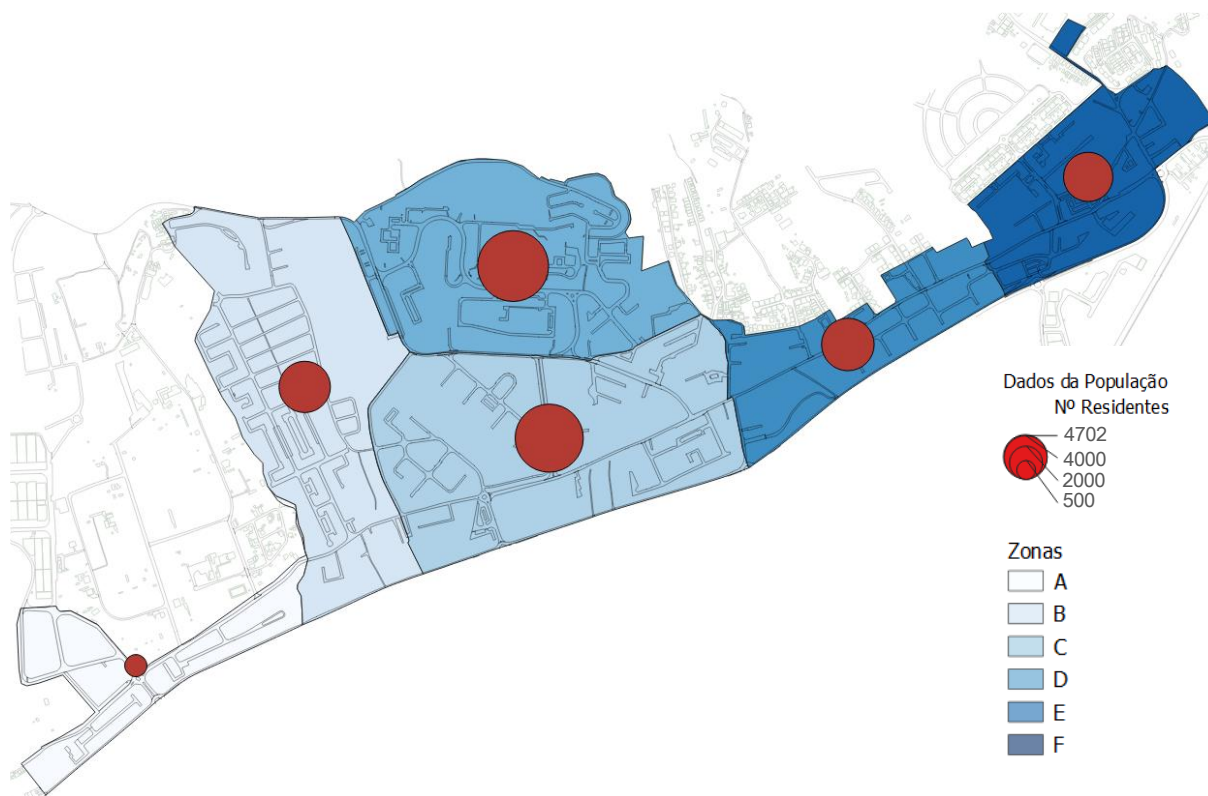 Dados da População
Nº Residentes
4702
4000
2000
500
Zonas
A
B
C
D
E
F